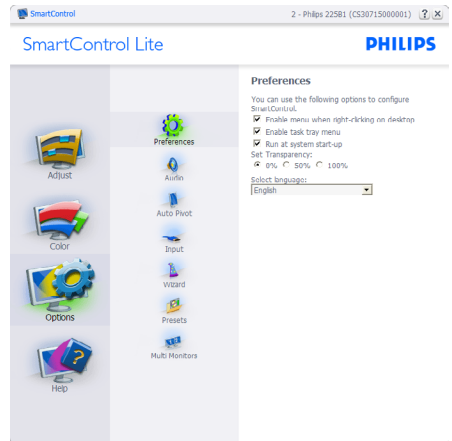 SmartControl
2 - Philips 225B1 (CS30715000001)
? X
SmartControl Lite
PHILIPS
Adjust
Color
Options
Help
Preferences
Audio
Auto Pivot
Input
Wizard
Presets
Multi Monitors
Preferences
You can use the following options to configure
SmartControl.
Enable menu when right-clicking on desktop
Enable task tray menu
Run at system start-up
Set Transparency:
0% 50% 100%
Select language:
English